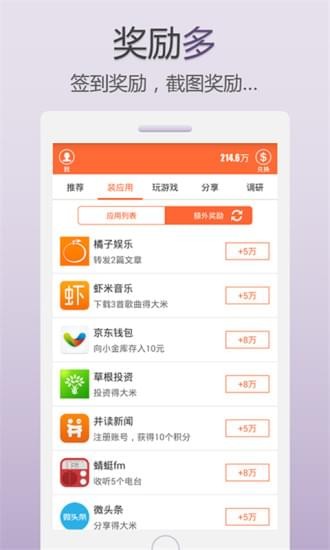 奖励多
签到奖励，截图奖励...
我
214.6万
$
兑换
推荐
装应用
玩游戏
分享
调研
应用列表
额外奖励
橘子娱乐
转发2篇文章
+5万
虾
虾米音乐
下载3首歌曲得大米
+5万
京东钱包
向小金库存入10元
+8万
草根投资
投资得大米
+8万
井读新闻
注册账号，获得10个积分
+5万
蜻蜓fm
收听5个电台
+8万
微头条
微头条
分享得大米